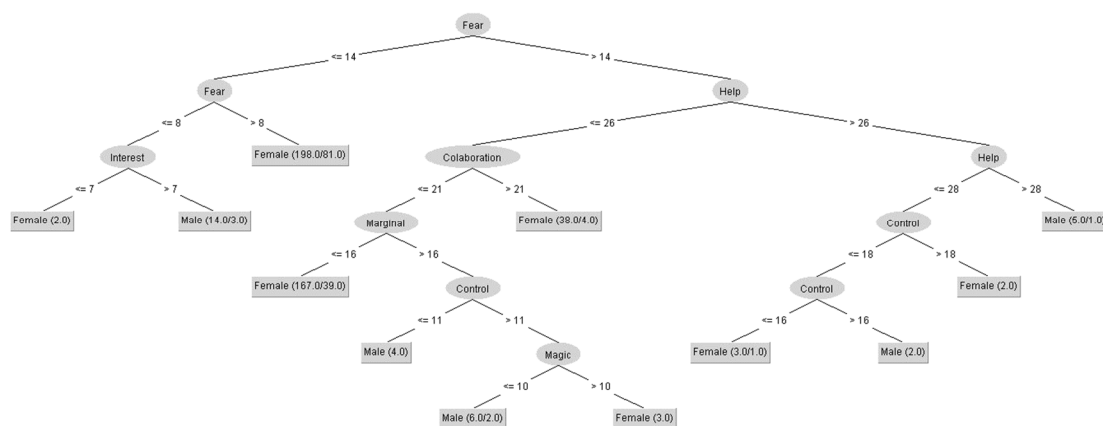 Fear
<= 14 > 14
Fear Help
<= 8 > 8 <= 26 > 26
Interest Female (198.0/81.0) Colaboration Help
<= 7 > 7 <= 21 > 21 <= 28 > 28
Female (2.0) Male (14.0/3.0) Marginal Female (38.0/4.0) Control Male (5.0/1.0)
<= 16 > 16 <= 18 > 18
Female (167.0/39.0) Control Control Female (2.0)
<= 11 > 11 <= 16 > 16
Male (4.0) Magic Female (3.0/1.0) Male (2.0)
<= 10 > 10
Male (6.0/2.0) Female (3.0)